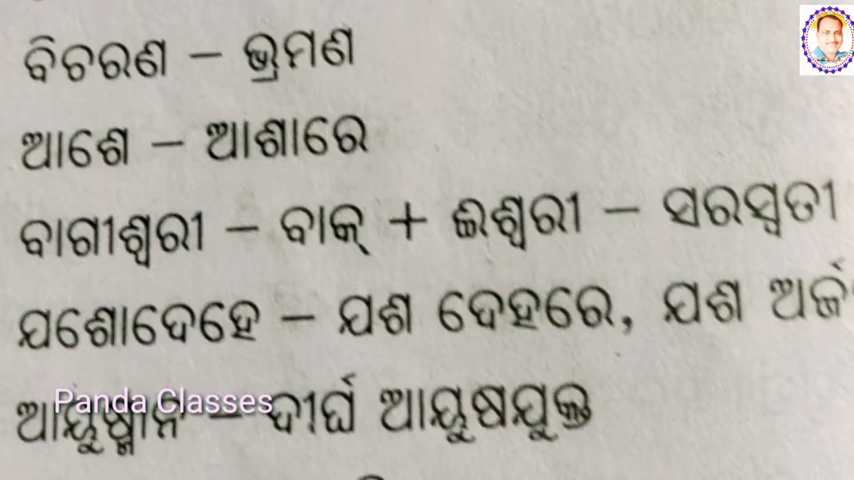 ବିଚରଣ – ଭ୍ରମଣ
ଆଶେ – ଆଶାରେ
ବାଗୀଶ୍ୱରୀ – ବାକ୍ + ଈଶ୍ୱରୀ – ସରସ୍ୱତୀ
ଯଶୋଦେହେ – ଯଶ ଦେହରେ, ଯଶ
ଆୟୁଷ୍ମାନ – ଦୀର୍ଘ ଆୟୁଷଯୁକ୍ତ
Panda Classes